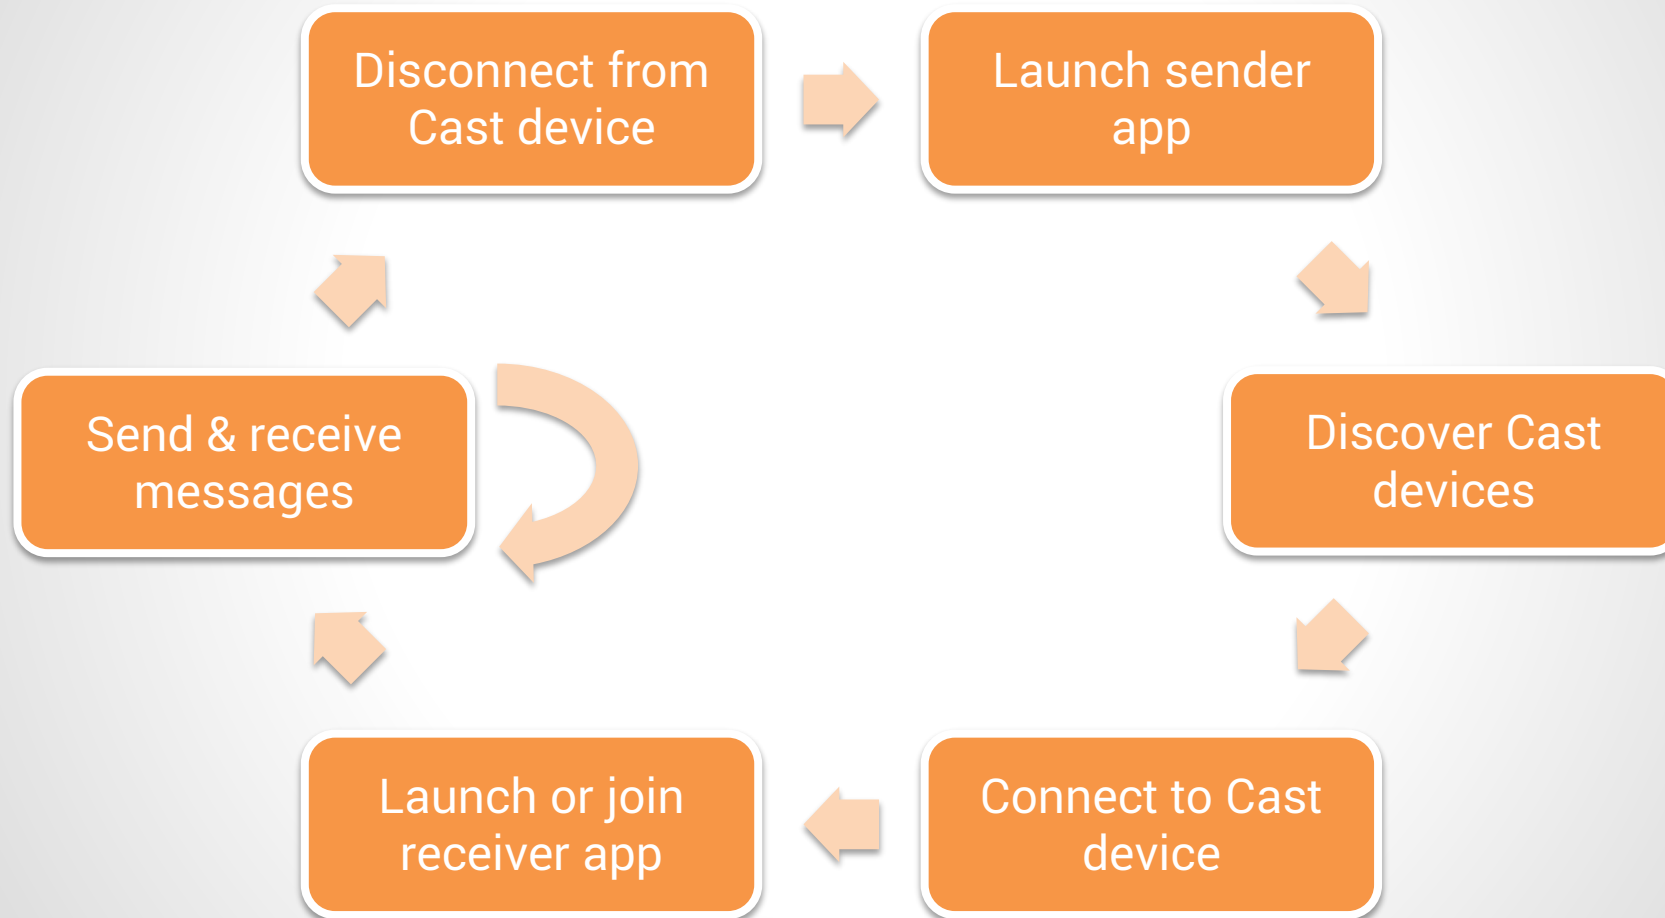 Disconnect from
Cast device
Launch sender
app
Send & receive
messages
Discover Cast
devices
Launch or join
receiver app
Connect to Cast
device